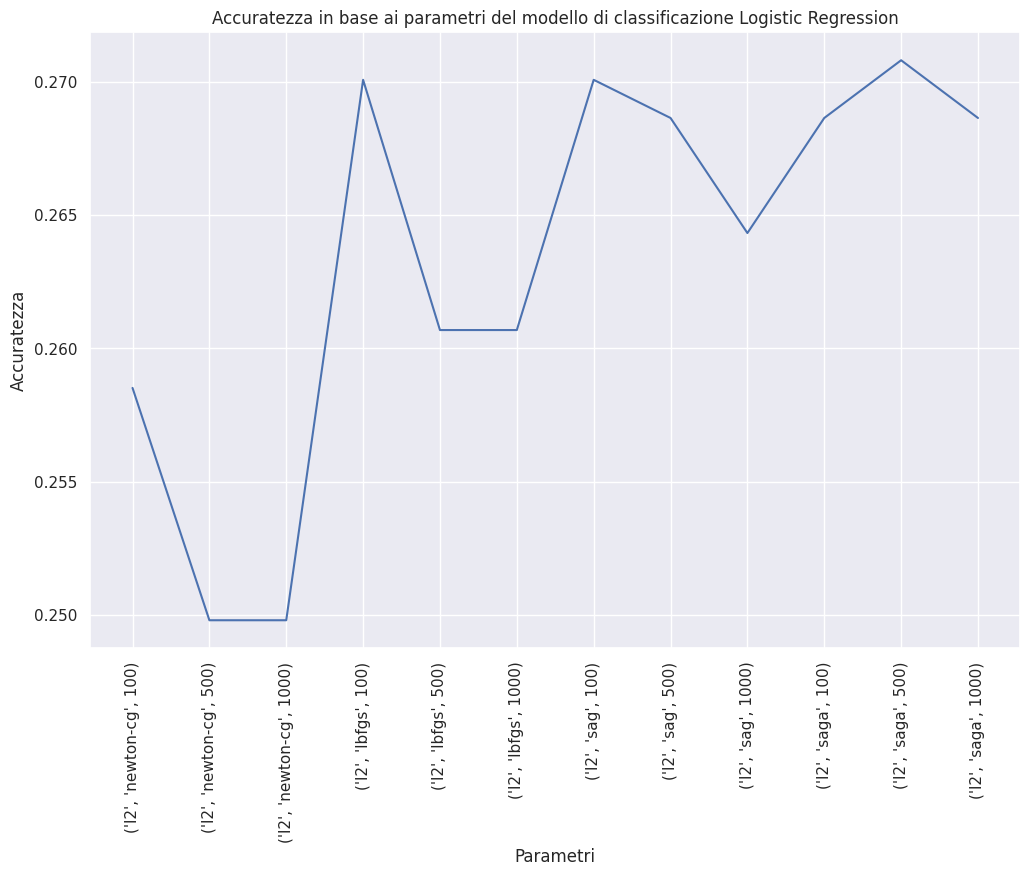 Accuratezza in base ai parametri del modello di classificazione Logistic Regression
Accuratezza
0.270
0.265
0.260
0.255
0.250
('l2', 'newton-cg', 100)
('l2', 'newton-cg', 500)
('l2', 'newton-cg', 1000)
('l2', 'lbfgs', 100)
('l2', 'lbfgs', 500)
('l2', 'lbfgs', 1000)
('l2', 'sag', 100)
('l2', 'sag', 500)
('l2', 'sag', 1000)
('l2', 'saga', 100)
('l2', 'saga', 500)
('l2', 'saga', 1000)
Parametri